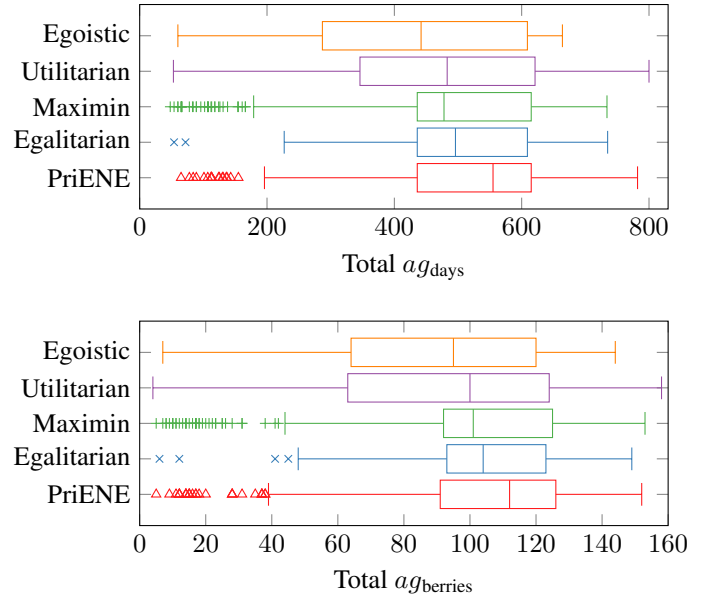 Egoistic
Utilitarian
Maximin
Egalitarian
PriENE
0 200 400 600 800
Total ag_days
Egoistic
Utilitarian
Maximin
Egalitarian
PriENE
0 20 40 60 80 100 120 140 160
Total ag_berries